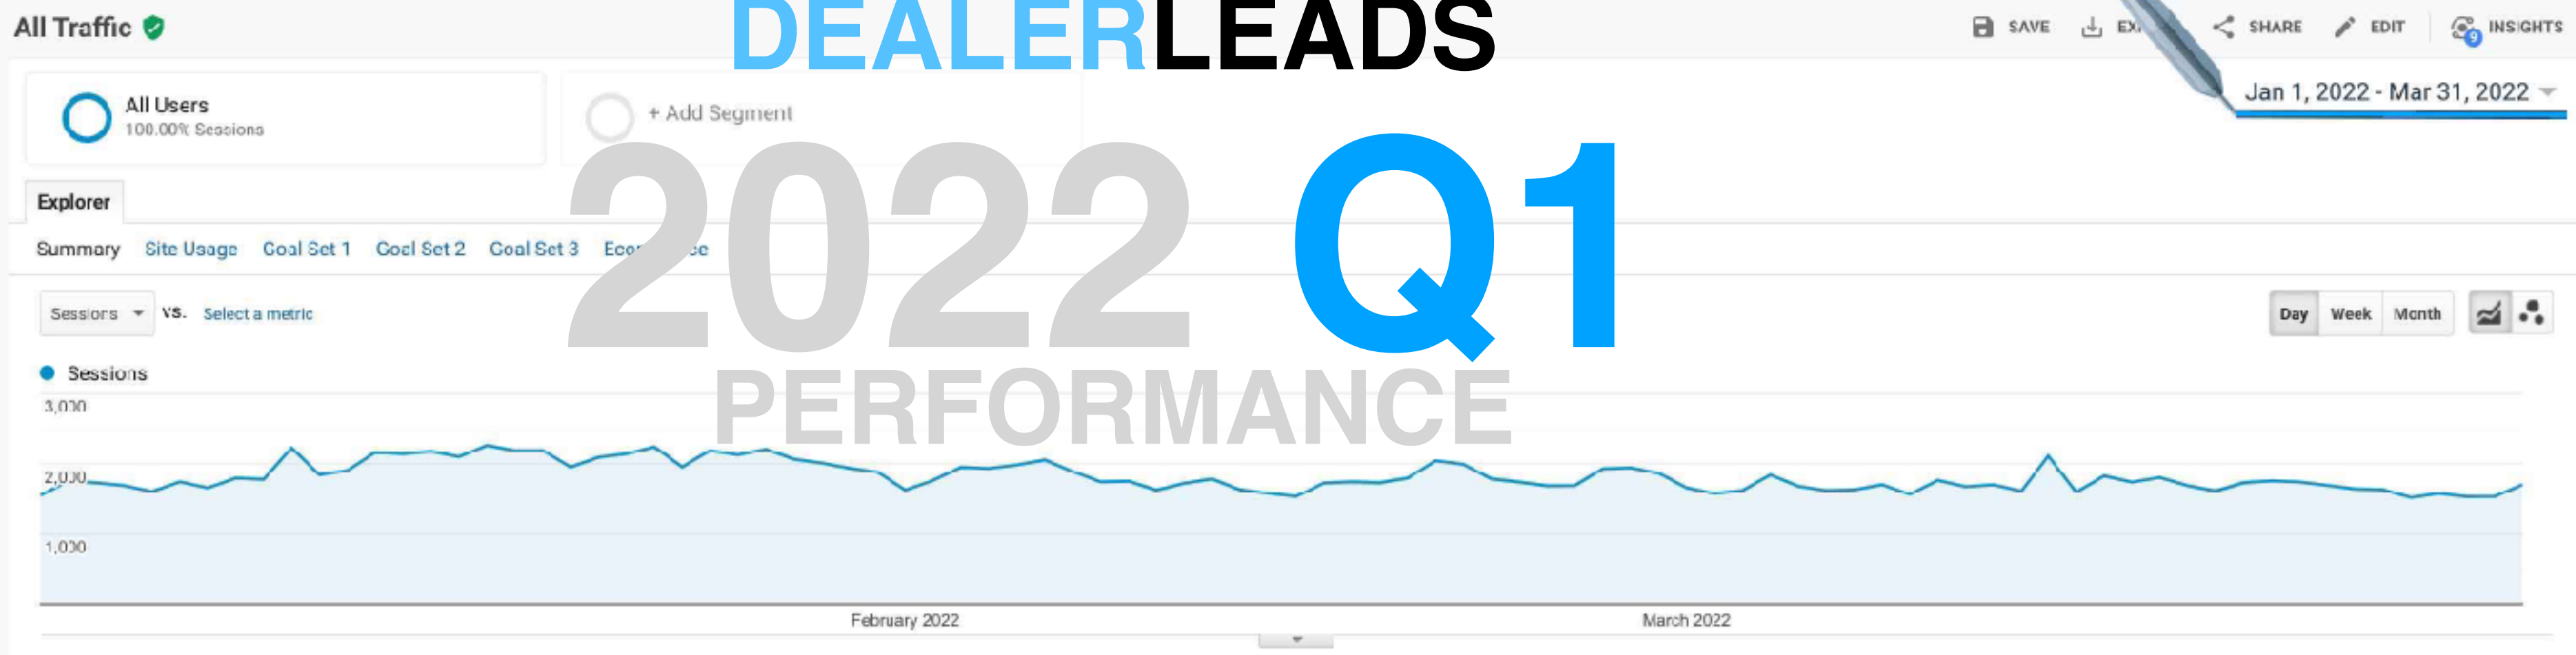 All Traffic
DEALERLEADS
SAVE
SHARE
EDIT
9
INSIGHTS
All Users
100.00% Sessions
+ Add Segment
Jan 1, 2022 - Mar 31, 2022
2022 Q1
PERFORMANCE
Explorer
Summary Site Usage Goal Set 1 Goal Set 2 Goal Set 3
Sessions VS. Select a metric
Day Week Month
Sessions
3,000
2,000
1,000
February 2022 March 2022